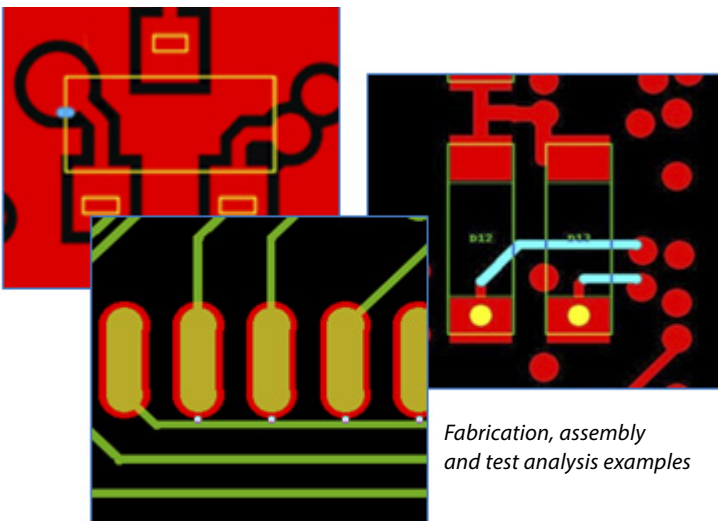 D12
D13
Fabrication, assembly
and test analysis examples